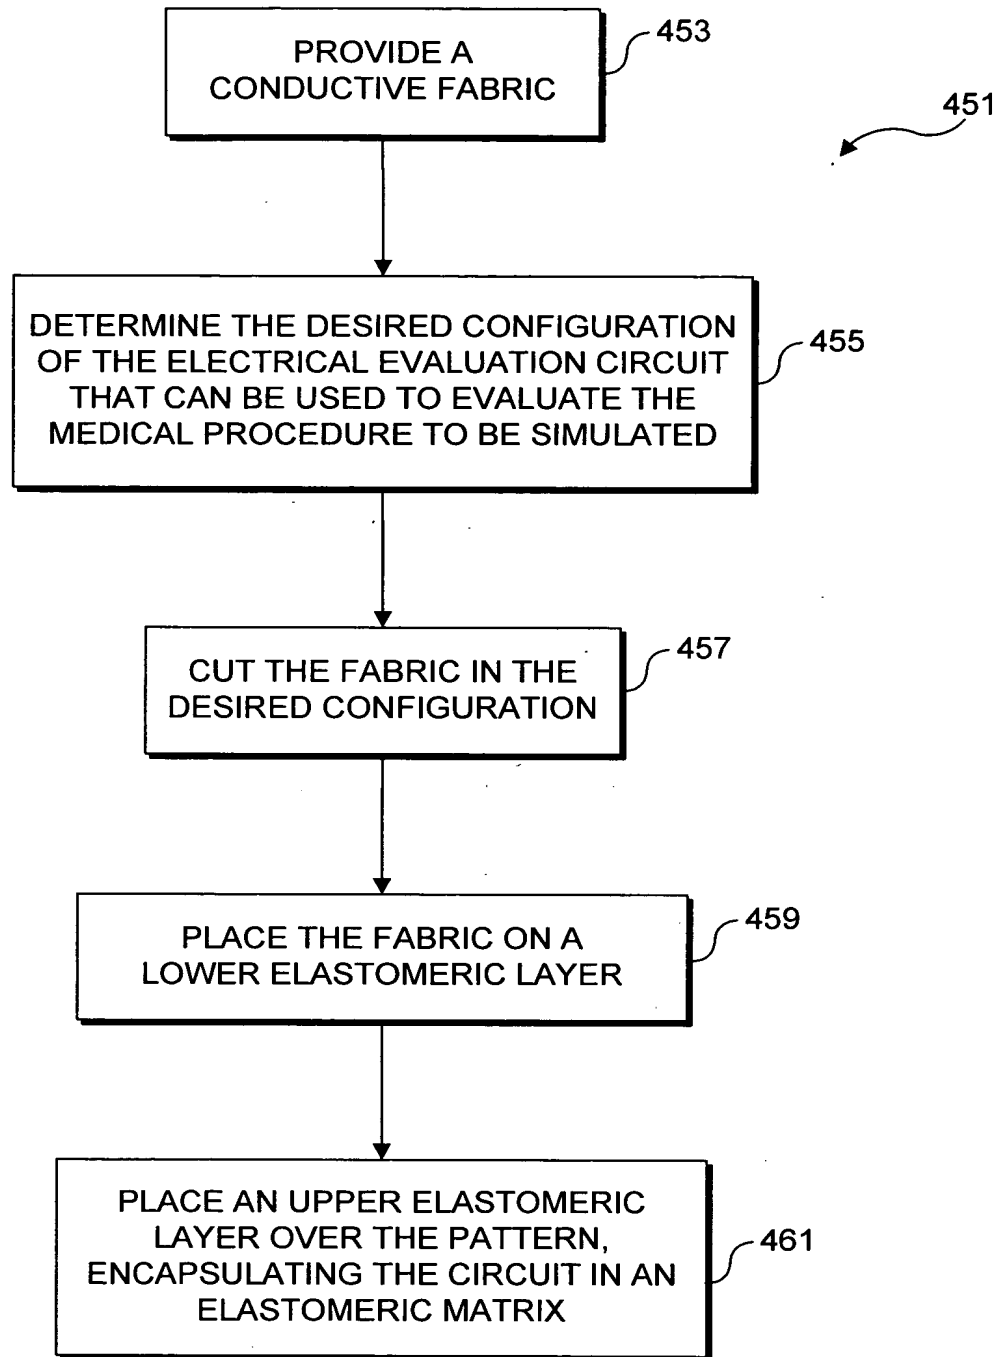 PROVIDE A
CONDUCTIVE FABRIC
453
451
DETERMINE THE DESIRED CONFIGURATION
OF THE ELECTRICAL EVALUATION CIRCUIT
THAT CAN BE USED TO EVALUATE THE
MEDICAL PROCEDURE TO BE SIMULATED
455
CUT THE FABRIC IN THE
DESIRED CONFIGURATION
457
PLACE THE FABRIC ON A
LOWER ELASTOMERIC LAYER
459
PLACE AN UPPER ELASTOMERIC
LAYER OVER THE PATTERN,
ENCAPSULATING THE CIRCUIT IN AN
ELASTOMERIC MATRIX
461